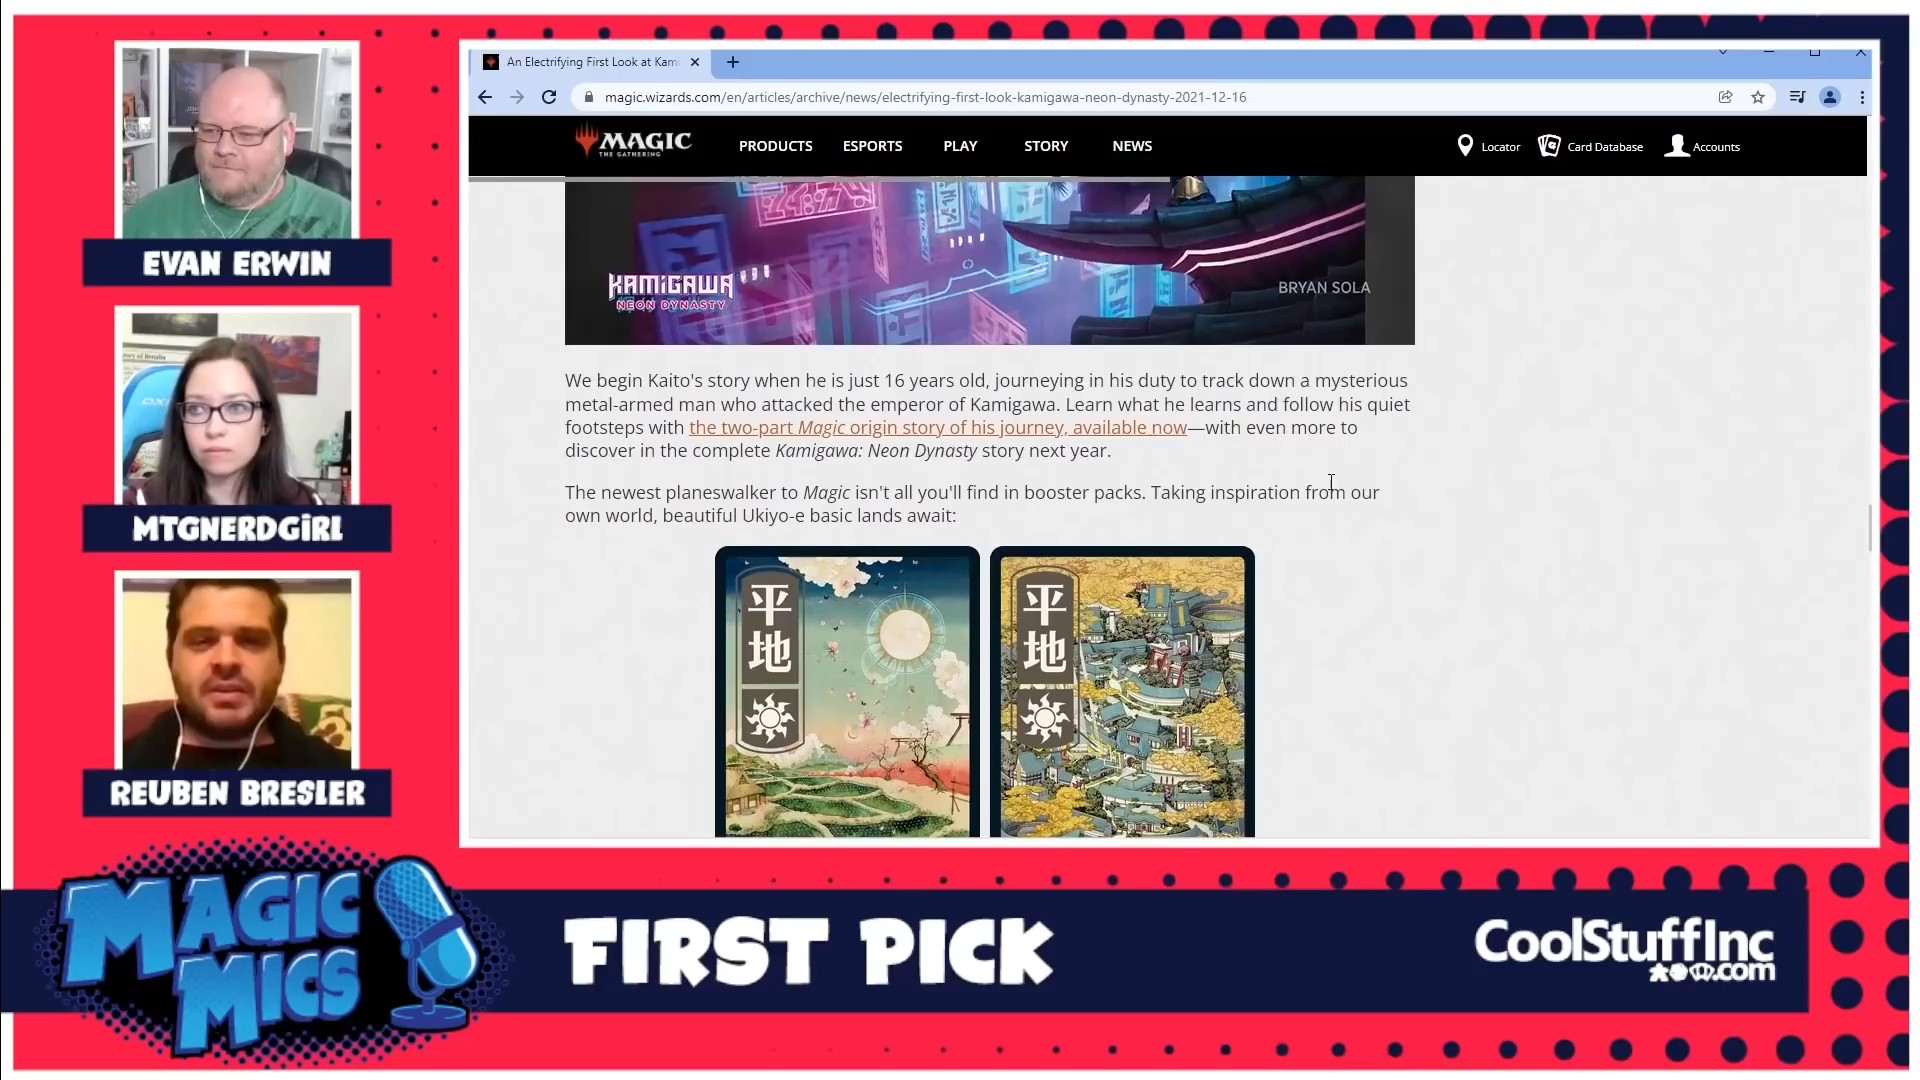 An Electrifying First Look at Kami
magic.wizards.com/en/articles/archive/news/electrifying-first-look-kamigawa-neon-dynasty-2021-12-16
MAGIC
THE GATHERING
PRODUCTS
ESPORTS
PLAY
STORY
NEWS
Locator
Card Database
Accounts
KAMIGAWA
NEON DYNASTY
BRYAN SOLA
We begin Kaito's story when he is just 16 years old, journeying in his duty to track down a mysterious
metal-armed man who attacked the emperor of Kamigawa. Learn what he learns and follow his quiet
footsteps with the two-part Magic origin story of his journey, available now—with even more to
discover in the complete Kamigawa: Neon Dynasty story next year.
The newest planeswalker to Magic isn't all you'll find in booster packs. Taking inspiration from our
own world, beautiful Ukiyo-e basic lands await:
平地
平地
EVAN ERWIN
MTGNERDGiRL
REUBEN BRESLER
MAGIC
MICS
FIRST PICK
CoolStuffInc
.com